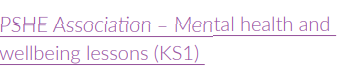 PSHE Association – Mental health and
wellbeing lessons (KS1)